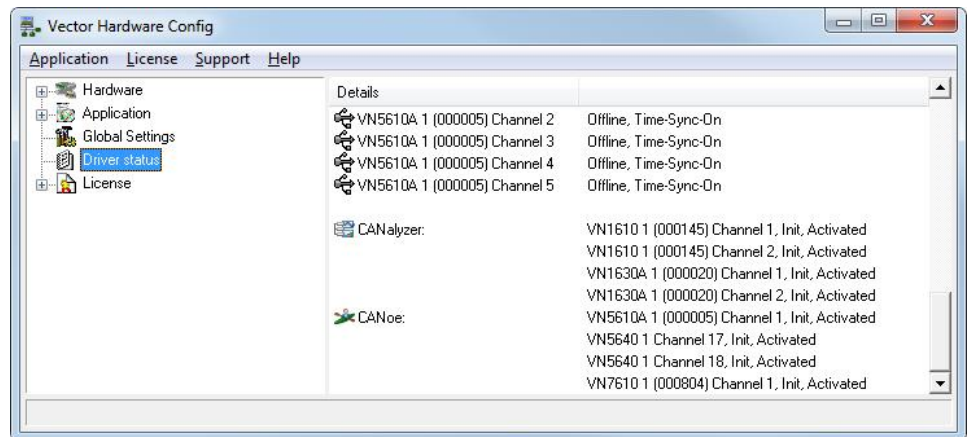 Vector Hardware Config
Application License Support Help
Hardware
Application
Global Settings
Driver status
License
Details
VN5610A 1 (000005) Channel 2 Offline, Time-Sync-On
VN5610A 1 (000005) Channel 3 Offline, Time-Sync-On
VN5610A 1 (000005) Channel 4 Offline, Time-Sync-On
VN5610A 1 (000005) Channel 5 Offline, Time-Sync-On
CANalyzer: VN1610 1 (000145) Channel 1, Init, Activated
VN1610 1 (000145) Channel 2, Init, Activated
VN1630A 1 (000020) Channel 1, Init, Activated
VN1630A 1 (000020) Channel 2, Init, Activated
CANoe: VN5610A 1 (000005) Channel 1, Init, Activated
VN5640 1 Channel 17, Init, Activated
VN5640 1 Channel 18, Init, Activated
VN7610 1 (000804) Channel 1, Init, Activated